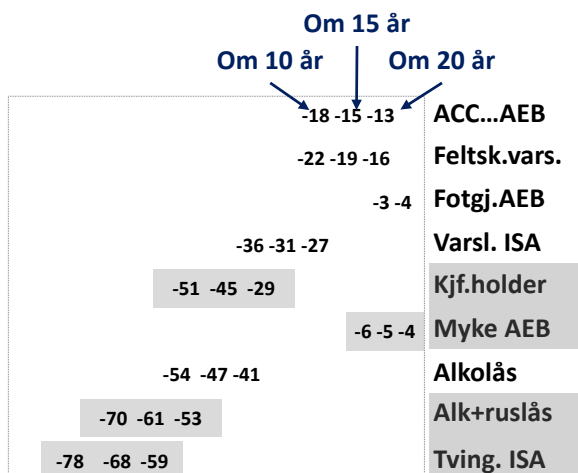 Om 15 år
Om 10 år Om 20 år
-18 -15 -13 ACC...AEB
-22 -19 -16 Feltsk.vars.
-3 -4 Fotgj.AEB
-36 -31 -27 Varsl. ISA
-51 -45 -29 Kjf.holder
-6 -5 -4 Myke AEB
-54 -47 -41 Alkolås
-70 -61 -53 Alk+ruslås
-78 -68 -59 Tving. ISA